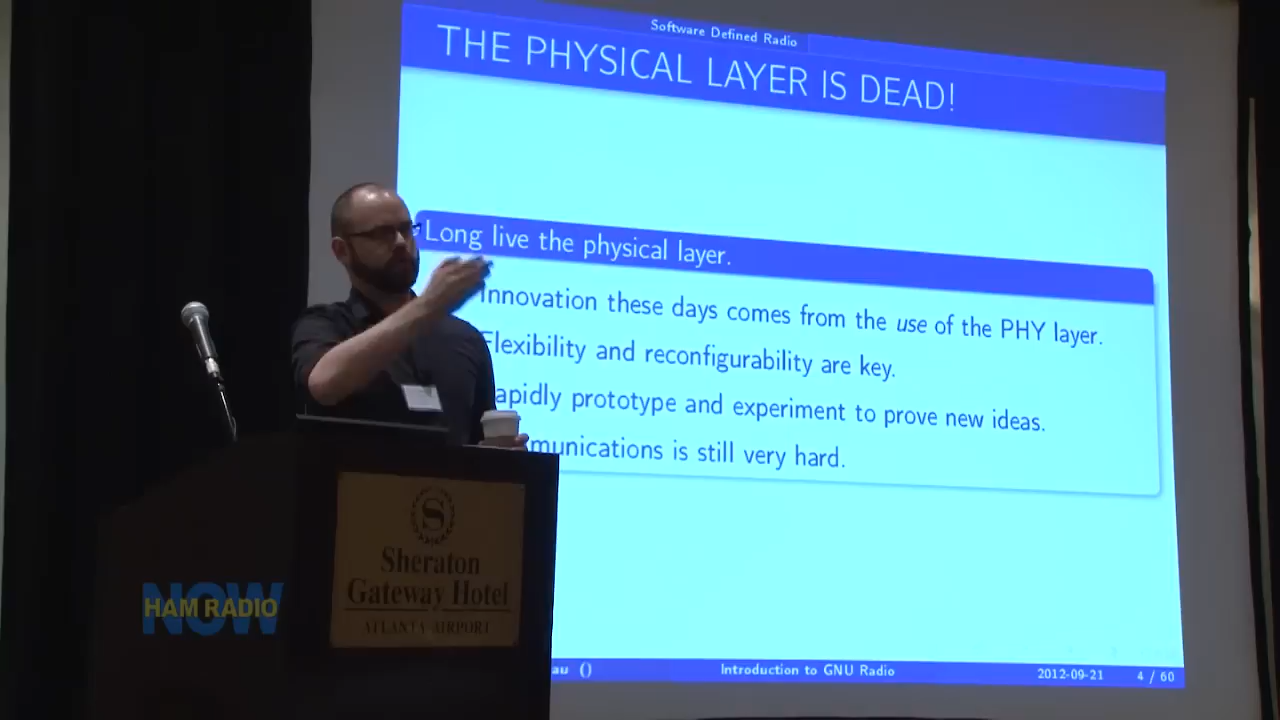 Software Defined Radio
THE PHYSICAL LAYER IS DEAD!
Long live the physical layer.
Innovation these days comes from the use of the PHY layer.
Flexibility and reconfigurability are key.
apidly prototype and experiment to prove new ideas.
munications is still very hard.
S
Sheraton
Gateway Hotel
ATLANTA AIRPORT
NOW
HAM RADIO
au ()
Introduction to GNU Radio
2012-09-21
4 / 60